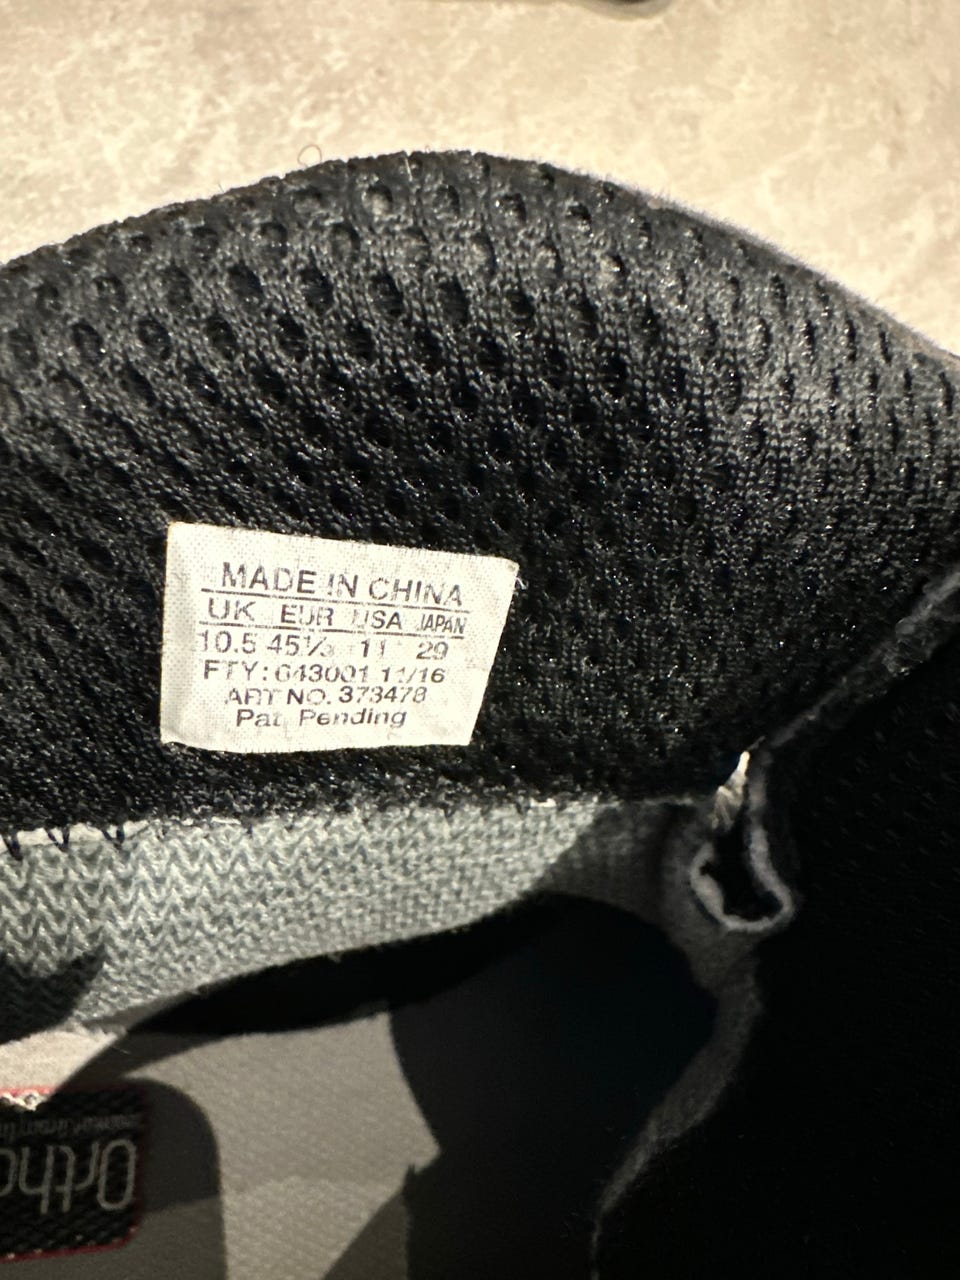 MADE IN CHINA
UK EUR USA JAPAN
10.5 45⅓ 11 29
FTY: 643001 11/16
ART NO. 373478
Pat Pending
Ortho